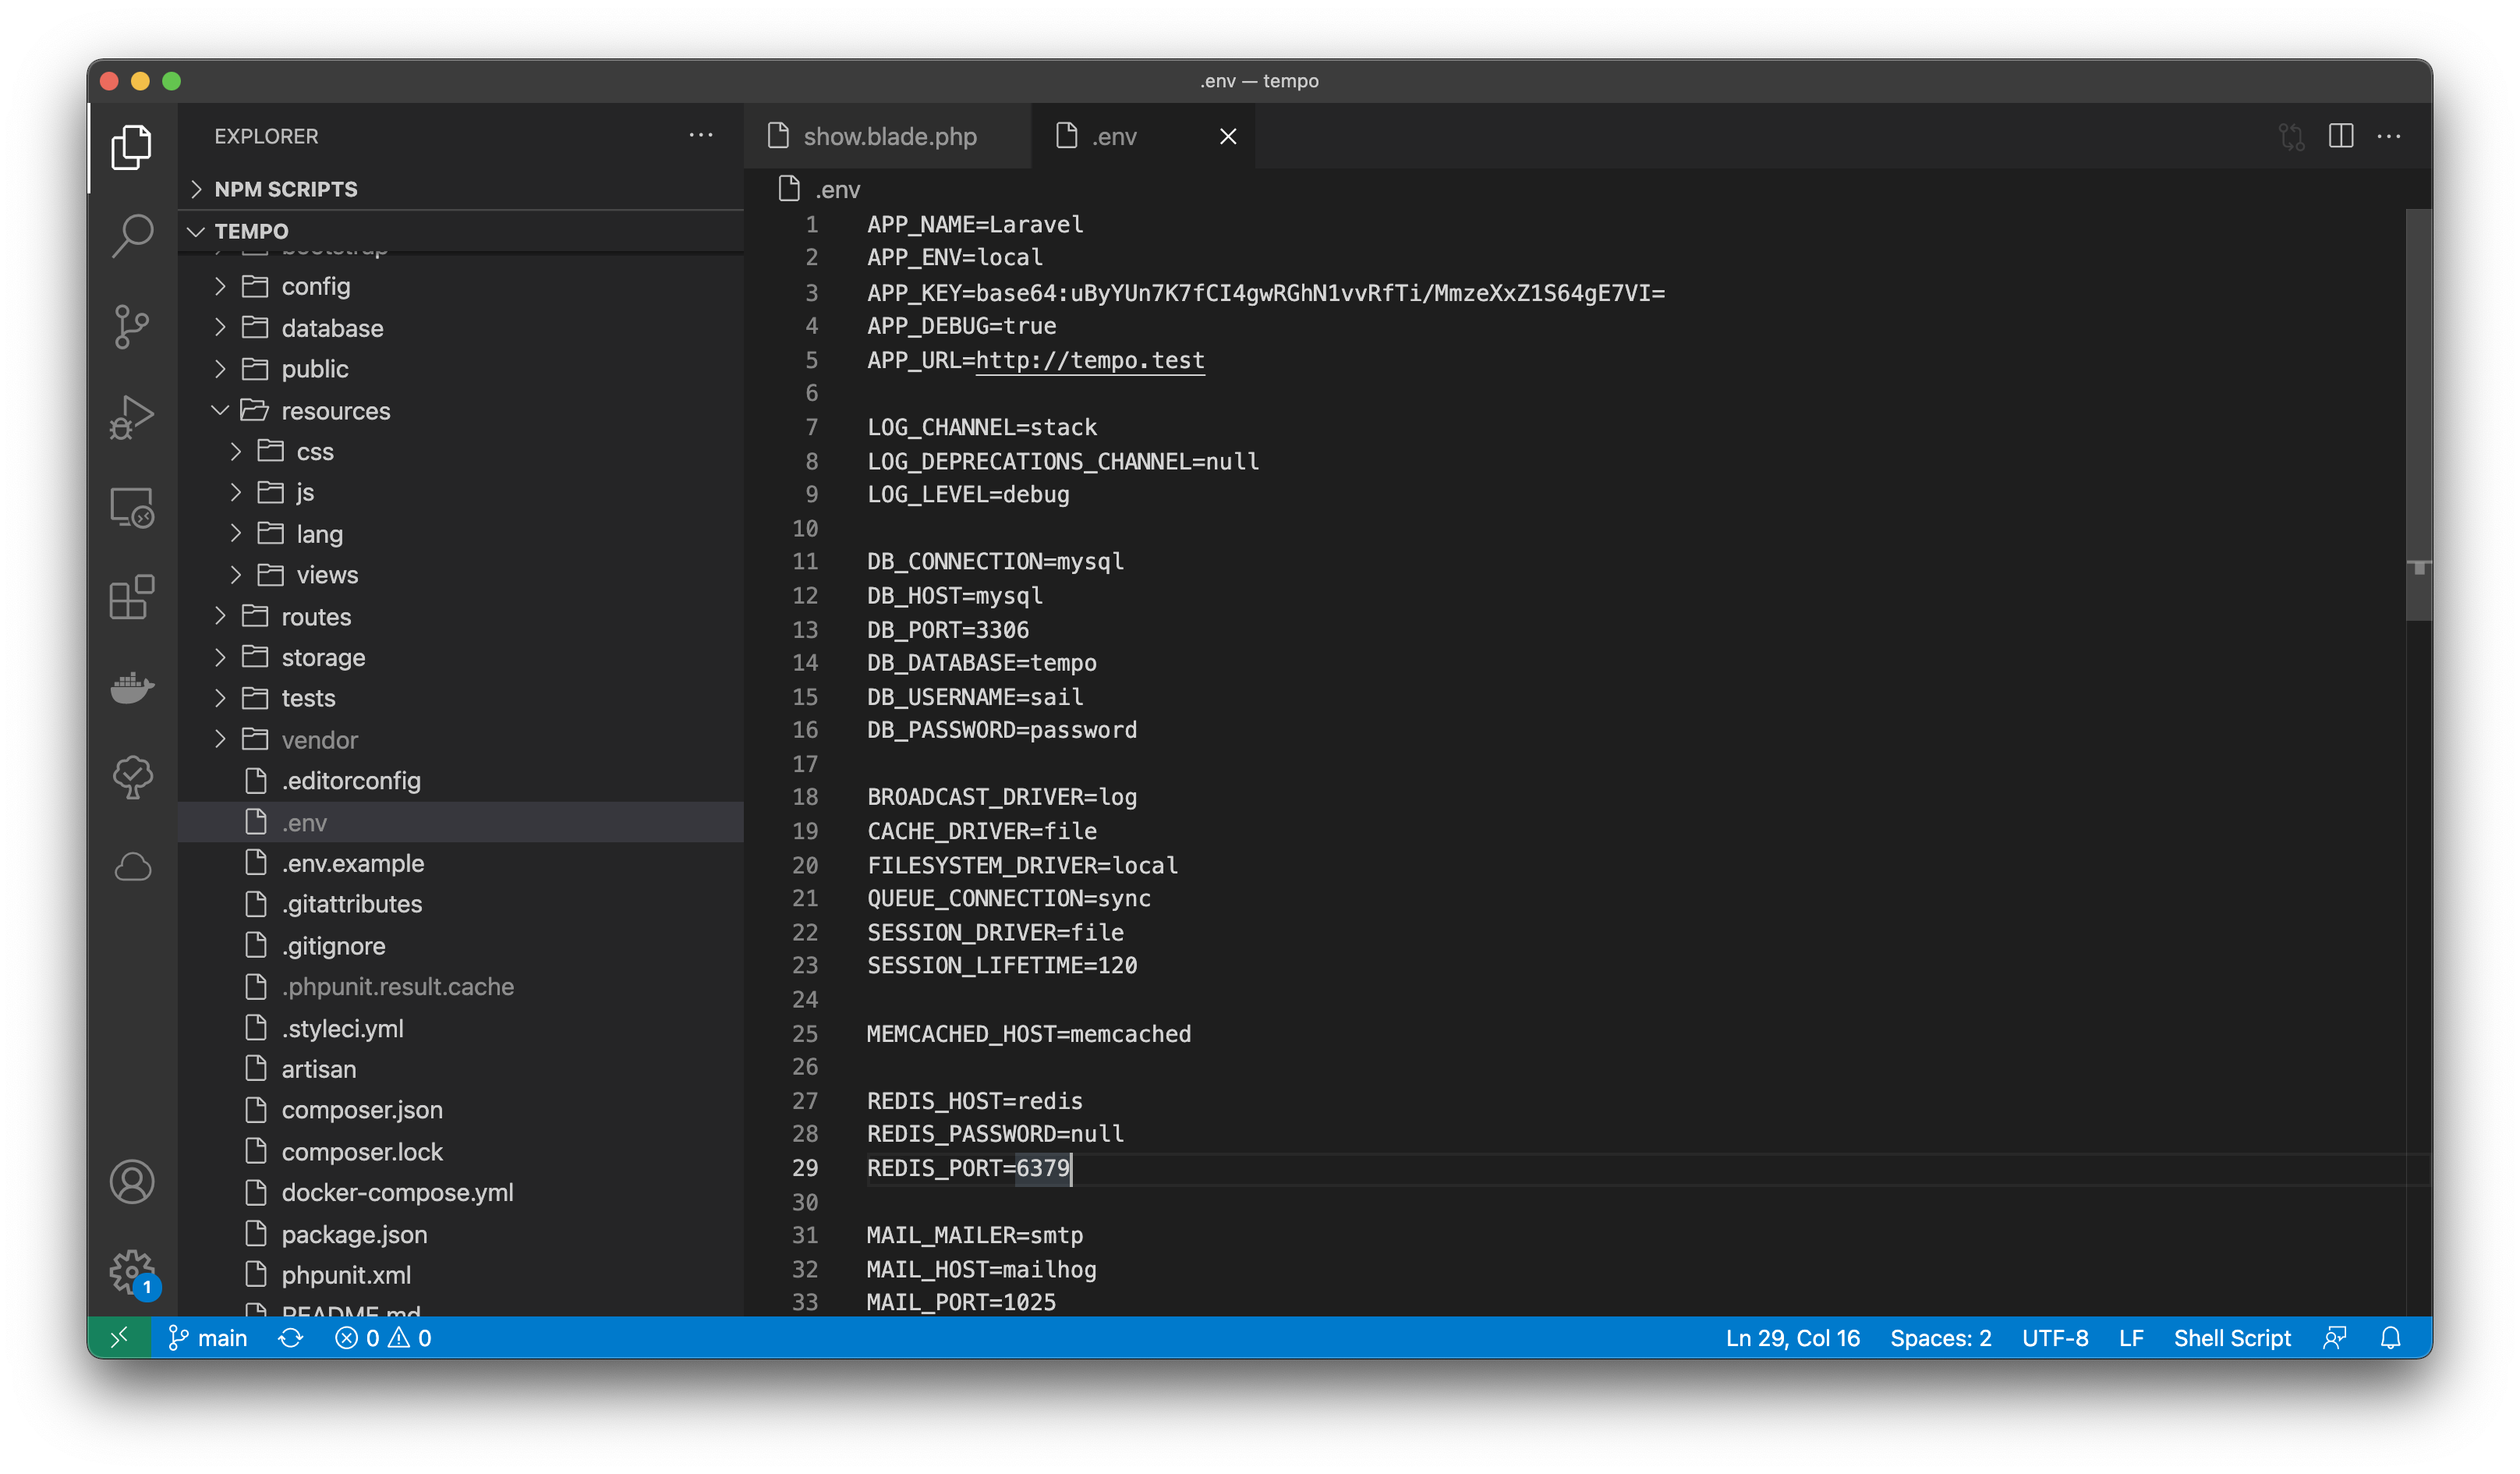 .env — tempo
EXPLORER
NPM SCRIPTS
TEMPO
bootstrap
config
database
public
resources
css
js
lang
views
routes
storage
tests
vendor
.editorconfig
.env
.env.example
.gitattributes
.gitignore
.phpunit.result.cache
.styleci.yml
artisan
composer.json
composer.lock
docker-compose.yml
package.json
phpunit.xml
README.md
1
show.blade.php
.env
.env
1 APP_NAME=Laravel
2 APP_ENV=local
3 APP_KEY=base64:uByYUn7K7fCI4gwRGhN1vvRfTi/MmzeXxZ1S64gE7VI=
4 APP_DEBUG=true
5 APP_URL=http://tempo.test
6
7 LOG_CHANNEL=stack
8 LOG_DEPRECATIONS_CHANNEL=null
9 LOG_LEVEL=debug
10
11 DB_CONNECTION=mysql
12 DB_HOST=mysql
13 DB_PORT=3306
14 DB_DATABASE=tempo
15 DB_USERNAME=sail
16 DB_PASSWORD=password
17
18 BROADCAST_DRIVER=log
19 CACHE_DRIVER=file
20 FILESYSTEM_DRIVER=local
21 QUEUE_CONNECTION=sync
22 SESSION_DRIVER=file
23 SESSION_LIFETIME=120
24
25 MEMCACHED_HOST=memcached
26
27 REDIS_HOST=redis
28 REDIS_PASSWORD=null
29 REDIS_PORT=6379
30
31 MAIL_MAILER=smtp
32 MAIL_HOST=mailhog
33 MAIL_PORT=1025
main 0 0 Ln 29, Col 16 Spaces: 2 UTF-8 LF Shell Script